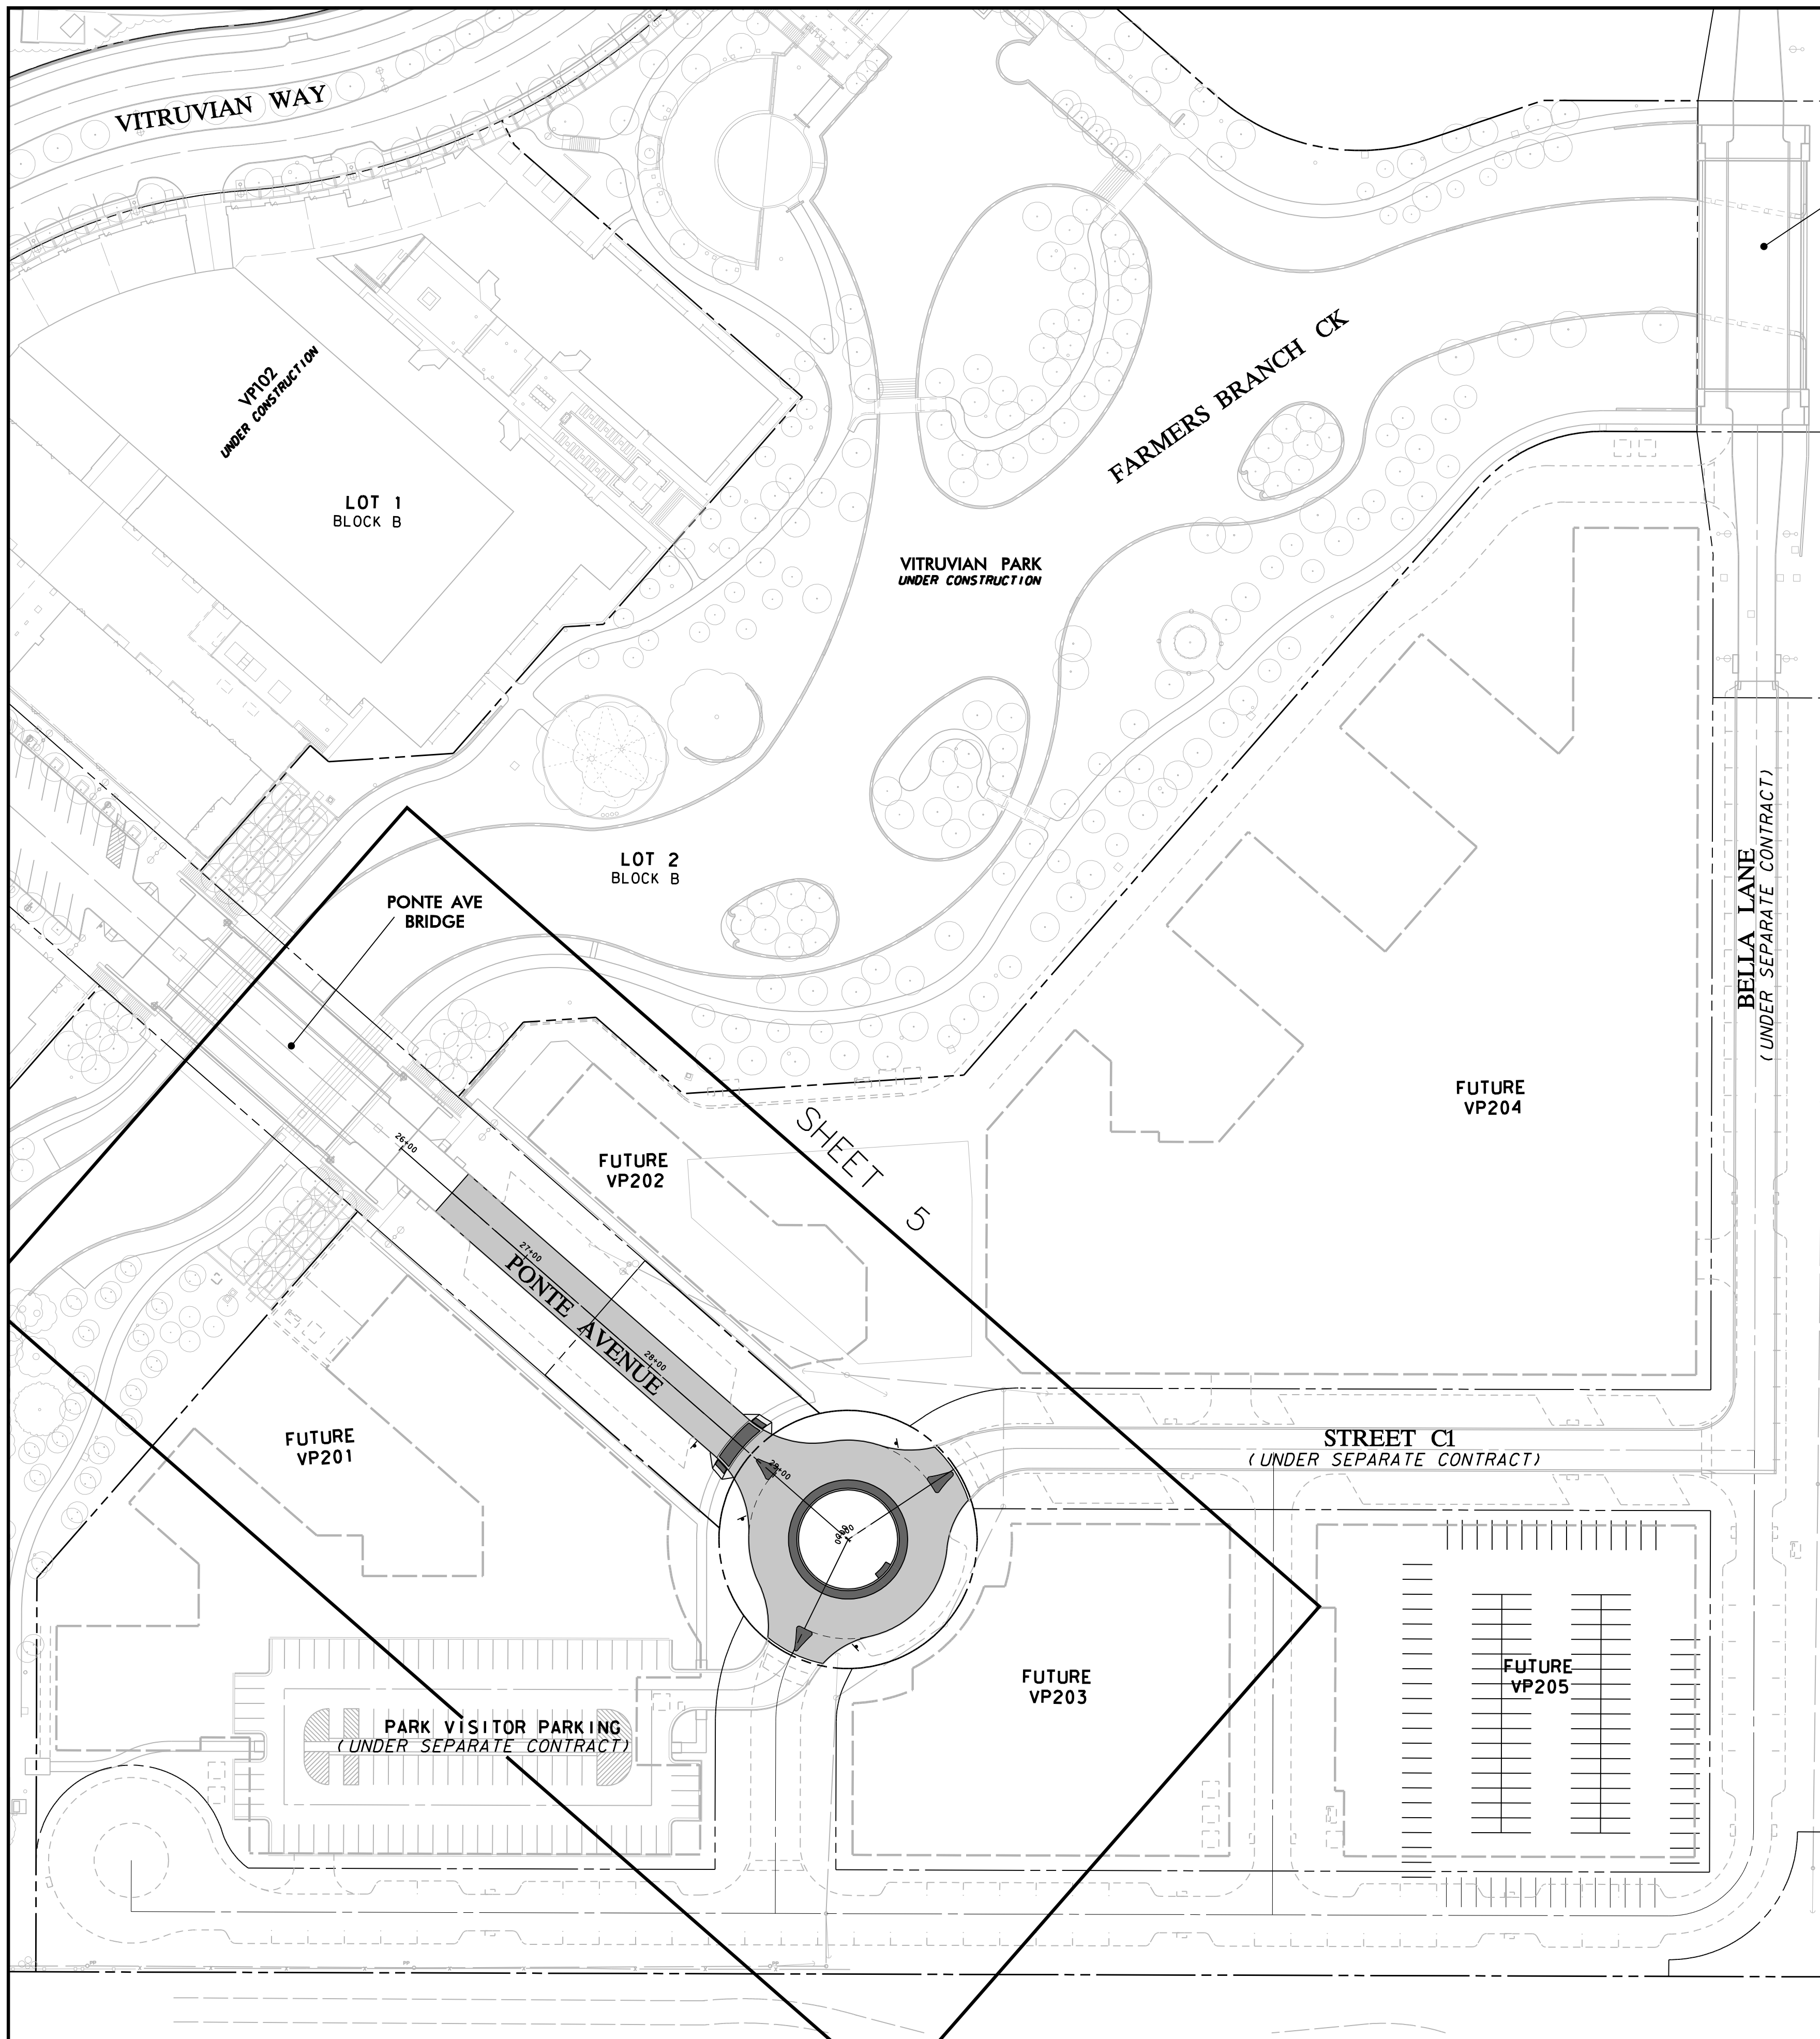 VITRUVIAN WAY
VP102
UNDER CONSTRUCTION
LOT 1
BLOCK B
FARMERS BRANCH CK
VITRUVIAN PARK
UNDER CONSTRUCTION
LOT 2
BLOCK B
PONTE AVE
BRIDGE
BELLA LANE
(UNDER SEPARATE CONTRACT)
FUTURE
VP204
SHEET 5
26+00
FUTURE
VP202
27+00
PONTE AVENUE
28+00
FUTURE
VP201
29+00
STREET C1
(UNDER SEPARATE CONTRACT)
FUTURE
VP203
FUTURE
VP205
PARK VISITOR PARKING
(UNDER SEPARATE CONTRACT)